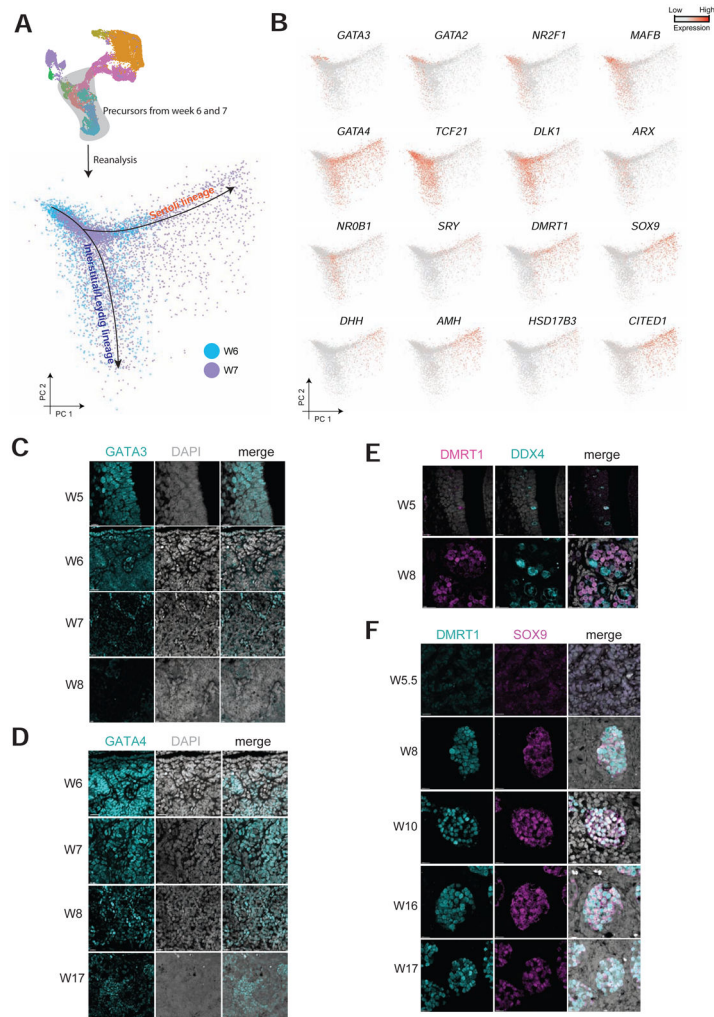 A
Precursors from week 6 and 7
Reanalysis
Sertoli lineage
Interstitial/Leydig lineage
W6
W7
PC 2
PC 1
B
Low High
Expression
GATA3 GATA2 NR2F1 MAFB
GATA4 TCF21 DLK1 ARX
NR0B1 SRY DMRT1 SOX9
DHH AMH HSD17B3 CITED1
PC 2
PC 1
C
GATA3 DAPI merge
W5
W6
W7
W8
D
GATA4 DAPI merge
W6
W7
W8
W17
E
DMRT1 DDX4 merge
W5
W8
F
DMRT1 SOX9 merge
W5.5
W8
W10
W16
W17